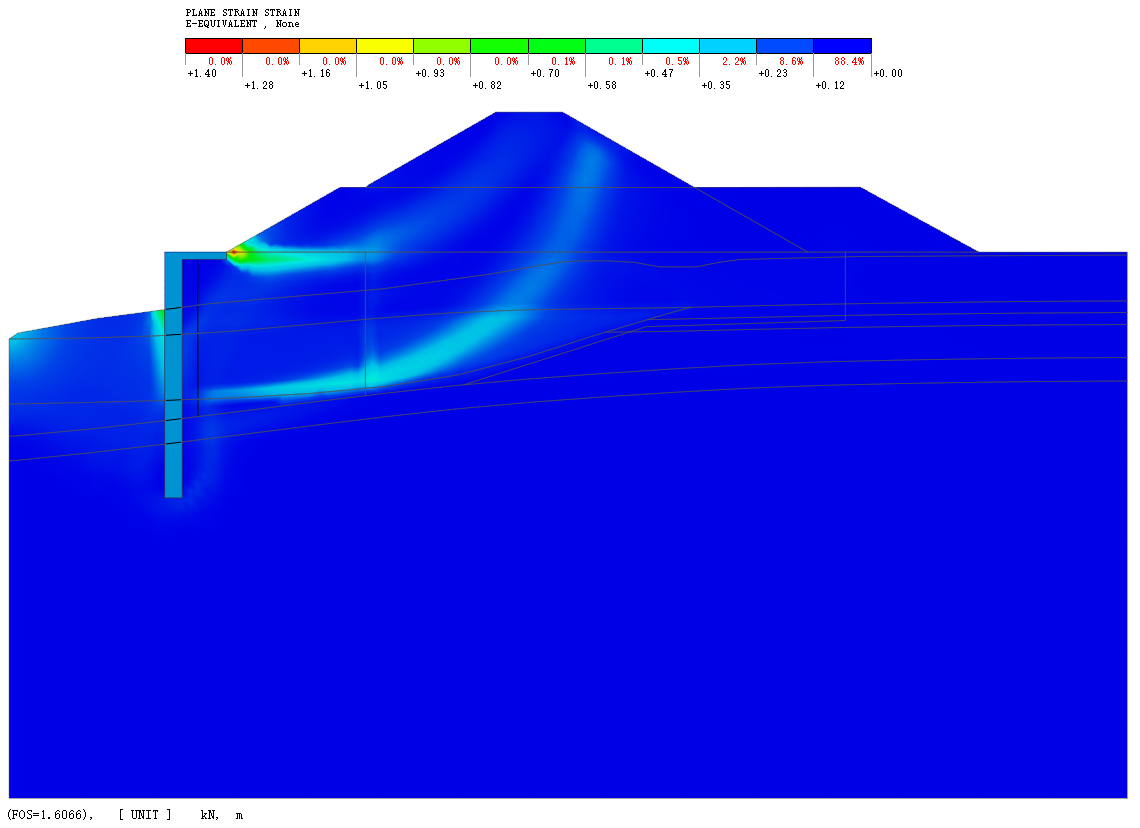 PLANE STRAIN STRAIN
E-EQUIVALENT , None
0.0% 0.0% 0.0% 0.0% 0.0% 0.0% 0.1% 0.1% 0.5% 2.2% 8.6% 88.4%
+1.40 +1.16 +0.93 +0.70 +0.47 +0.23 +0.00
+1.28 +1.05 +0.82 +0.58 +0.35 +0.12
(FOS=1.6066), [ UNIT ] kN, m